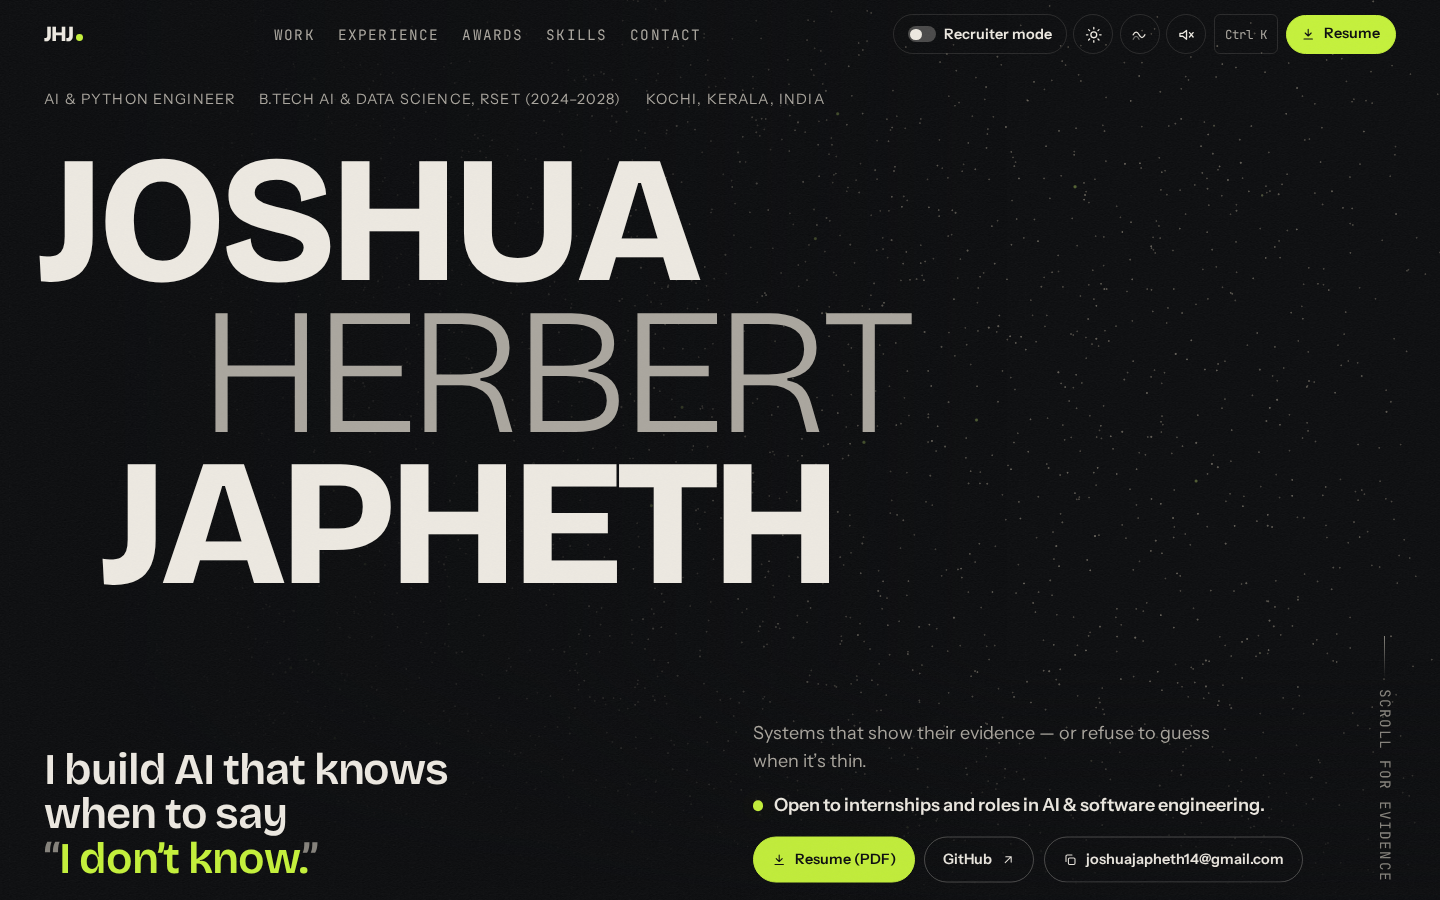 JHJ.
WORK EXPERIENCE AWARDS SKILLS CONTACT
Recruiter mode
Ctrl K
Resume
AI & PYTHON ENGINEER B.TECH AI & DATA SCIENCE, RSET (2024–2028) KOCHI, KERALA, INDIA
JOSHUA
HERBERT
JAPHETH
I build AI that knows
when to say
“I don’t know.”
Systems that show their evidence — or refuse to guess
when it’s thin.
Open to internships and roles in AI & software engineering.
Resume (PDF) GitHub joshuajapheth14@gmail.com
SCROLL FOR EVIDENCE